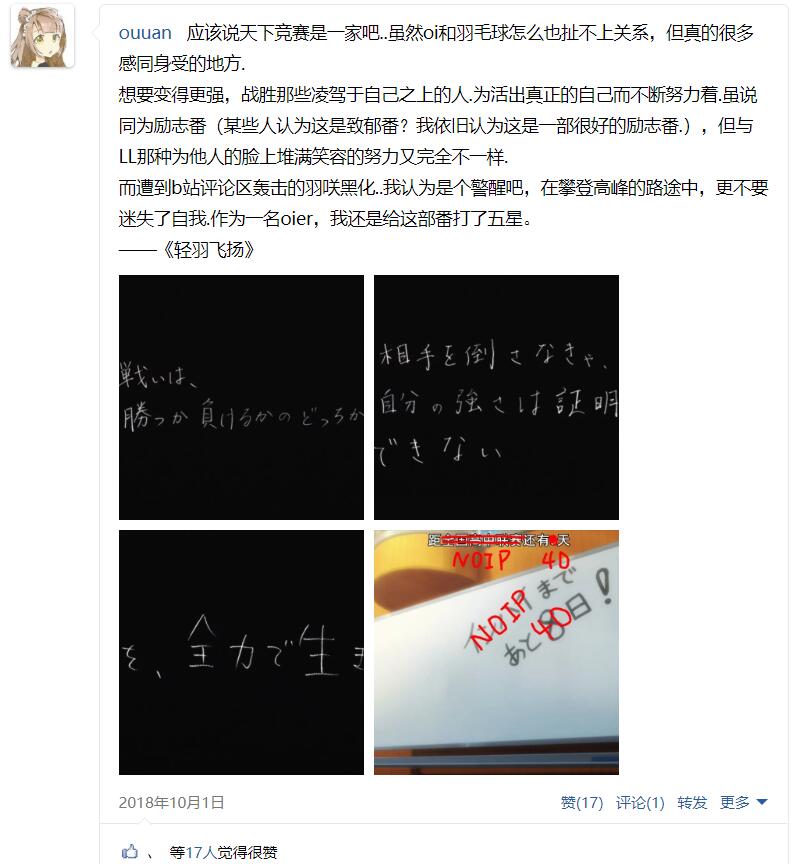 ouuan 应该说天下竞赛是一家吧..虽然oi和羽毛球怎么也扯不上关系，但真的很多
感同身受的地方.
想要变得更强，战胜那些凌驾于自己之上的人.为活出真正的自己而不断努力着.虽说
同为励志番（某些人认为这是致郁番？我依旧认为这是一部很好的励志番.），但与
LL那种为他人的脸上堆满笑容的努力又完全不一样.
而遭到b站评论区轰击的羽咲黑化..我认为是个警醒吧，在攀登高峰的路途中，更不要
迷失了自我.作为一名oier，我还是给这部番打了五星。
——《轻羽飞扬》
戦いは、
勝つか負けるかのどっちか
相手を倒さなきゃ、
自分の強さは証明
できない
を、全力で生き
距全国高中联赛还有 天
NOIP 40
NOIP
まで
あと 日！
40
2018年10月1日
赞(17) 评论(1) 转发 更多
、 等17人觉得很赞